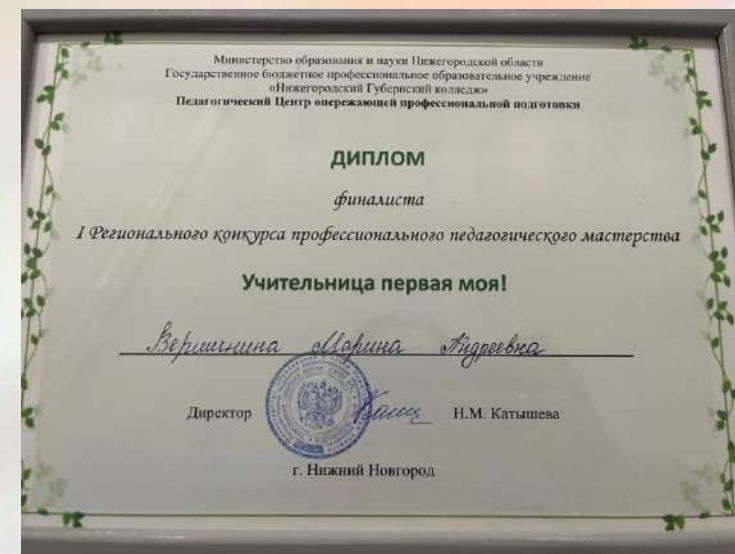 Министерство образования и науки Нижегородской области
Государственное бюджетное профессиональное образовательное учреждение
«Нижегородский Губернский колледж»
Педагогический Центр опережающей профессиональной подготовки
ДИПЛОМ
финалиста
I Регионального конкурса профессионального педагогического мастерства
Учительница первая моя!
Марина Андреевна
Директор Н.М. Катышева
г. Нижний Новгород